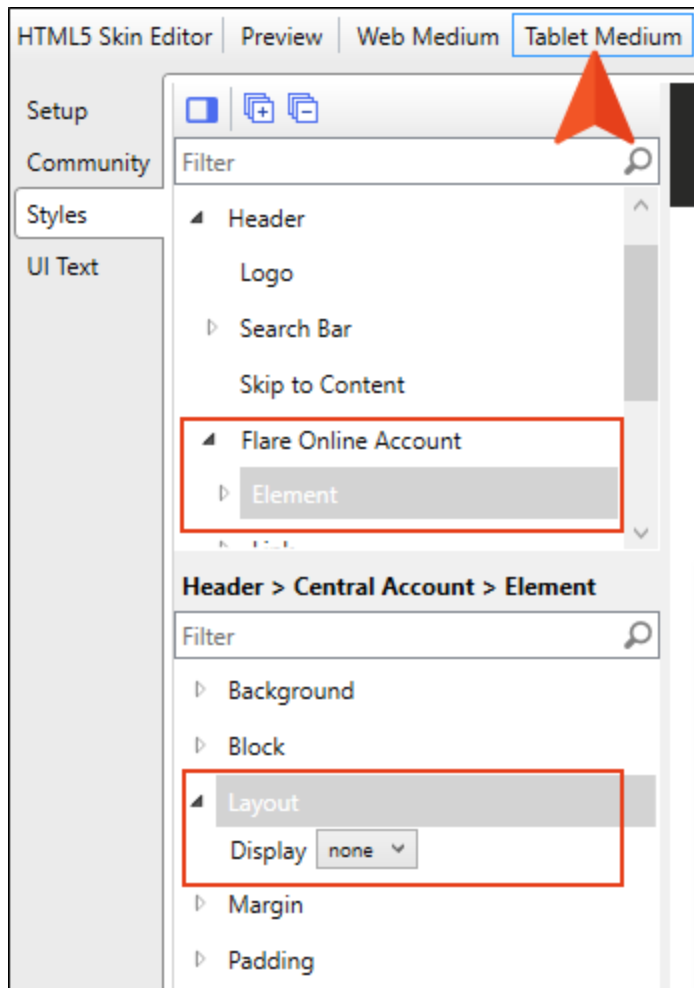 HTML5 Skin Editor Preview Web Medium Tablet Medium
Setup
Community
Styles
UI Text
Filter
Header
Logo
Search Bar
Skip to Content
Flare Online Account
Element
Header > Central Account > Element
Filter
Background
Block
Layout
Display none
Margin
Padding